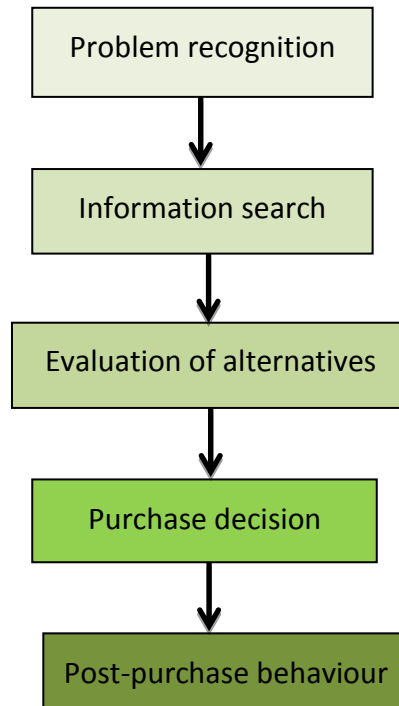 Problem recognition
Information search
Evaluation of alternatives
Purchase decision
Post-purchase behaviour